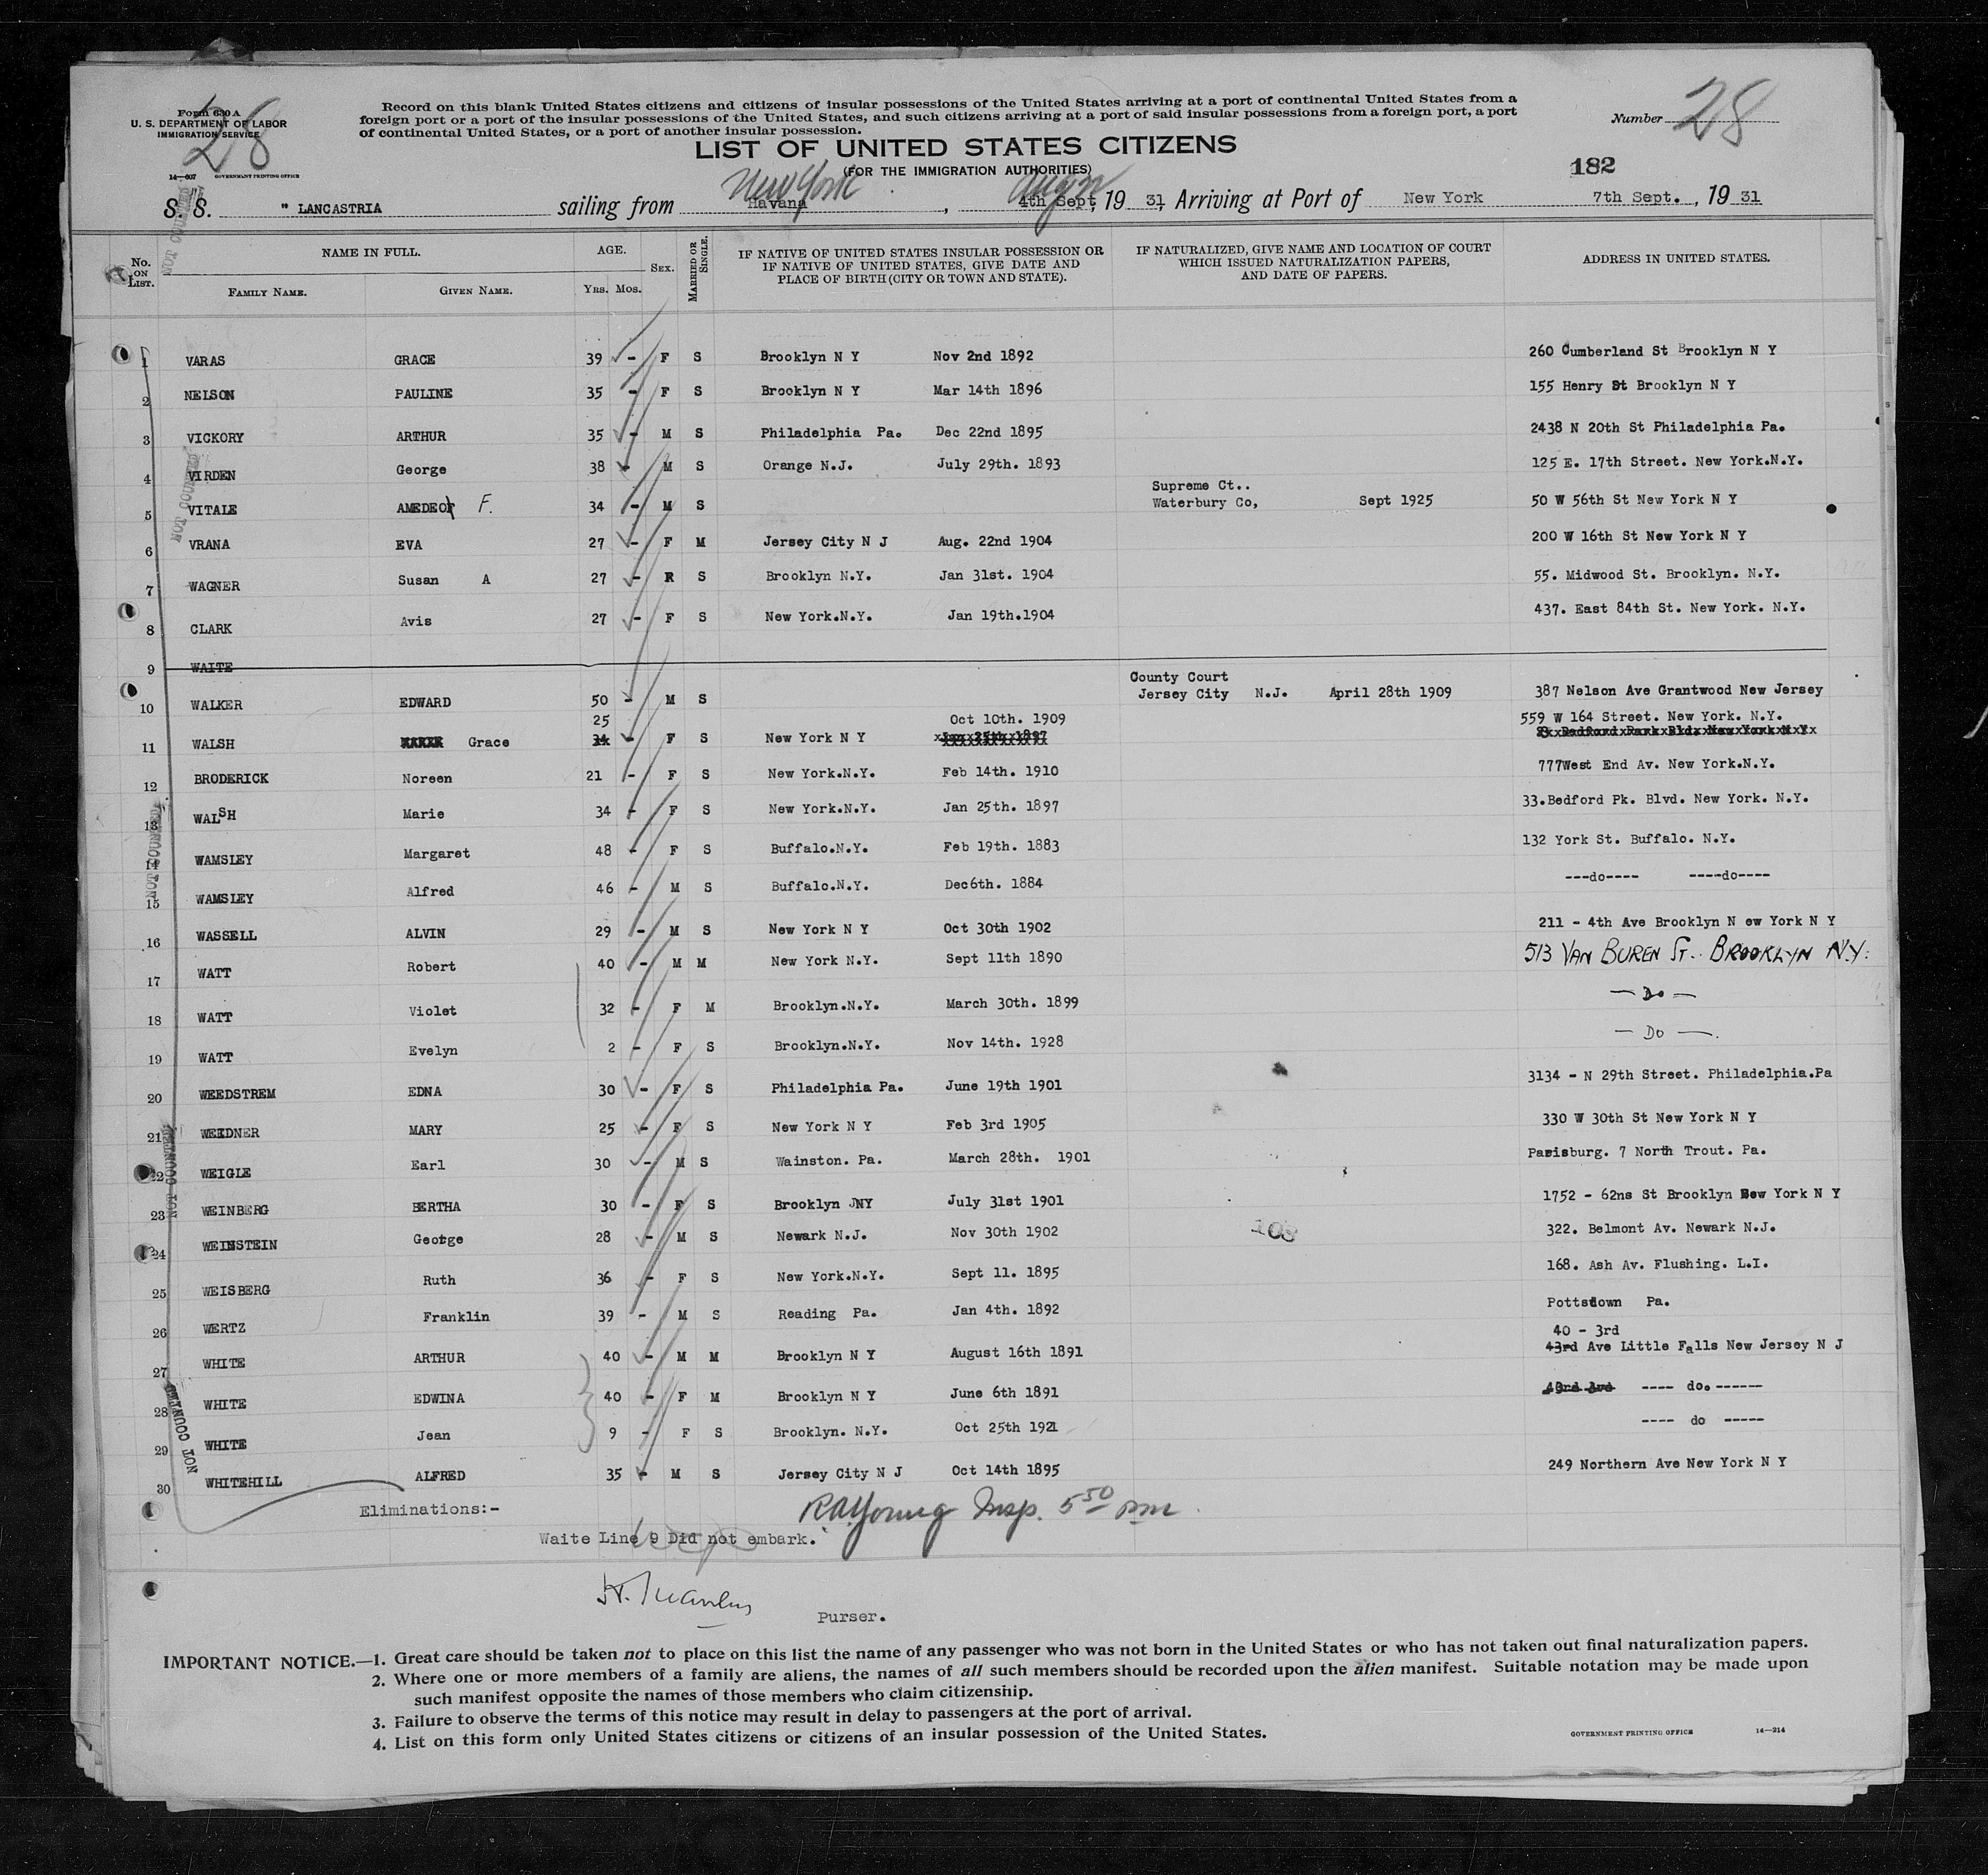 Form 630 A
U. S. DEPARTMENT OF LABOR
IMMIGRATION SERVICE
28
14—607 GOVERNMENT PRINTING OFFICE
Record on this blank United States citizens and citizens of insular possessions of the United States arriving at a port of continental United States from a
foreign port or a port of the insular possessions of the United States, and such citizens arriving at a port of said insular possessions from a foreign port, a port
of continental United States, or a port of another insular possession.
Number 28
LIST OF UNITED STATES CITIZENS
(FOR THE IMMIGRATION AUTHORITIES)
182
New York
S. S. " LANCASTRIA sailing from Havana, 4th Sept, 19 31, Arriving at Port of New York 7th Sept., 19 31
No. ON LIST.
NAME IN FULL.
FAMILY NAME. GIVEN NAME.
AGE.
YRS. MOS.
SEX.
MARRIED OR SINGLE.
IF NATIVE OF UNITED STATES INSULAR POSSESSION OR
IF NATIVE OF UNITED STATES, GIVE DATE AND
PLACE OF BIRTH (CITY OR TOWN AND STATE).
IF NATURALIZED, GIVE NAME AND LOCATION OF COURT
WHICH ISSUED NATURALIZATION PAPERS,
AND DATE OF PAPERS.
ADDRESS IN UNITED STATES.
1 VARAS GRACE 39 - F S Brooklyn N Y Nov 2nd 1892 260 Cumberland St Brooklyn N Y
2 NELSON PAULINE 35 - F S Brooklyn N Y Mar 14th 1896 155 Henry St Brooklyn N Y
3 VICKORY ARTHUR 35 - M S Philadelphia Pa. Dec 22nd 1895 2438 N 20th St Philadelphia Pa.
4 VIRDEN George 38 - M S Orange N.J. July 29th. 1893 125 E. 17th Street. New York.N.Y.
Supreme Ct..
5 VITALE AMEDEO F. 34 - M S Waterbury Co, Sept 1925 50 W 56th St New York N Y
6 VRANA EVA 27 - F M Jersey City N J Aug. 22nd 1904 200 W 16th St New York N Y
7 WAGNER Susan A 27 - R S Brooklyn N.Y. Jan 31st. 1904 55. Midwood St. Brooklyn. N.Y.
8 CLARK Avis 27 - F S New York.N.Y. Jan 19th.1904 437. East 84th St. New York. N.Y.
9 WAITE
County Court
10 WALKER EDWARD 50 - M S Jersey City N.J. April 28th 1909 387 Nelson Ave Grantwood New Jersey
25 Oct 10th. 1909 559 W 164 Street. New York. N.Y.
11 WALSH Grace 34 - F S New York N Y Jan 25th 1897
12 BRODERICK Noreen 21 - F S New York.N.Y. Feb 14th. 1910 777West End Av. New York.N.Y.
13 WALSH Marie 34 - F S New York.N.Y. Jan 25th. 1897 33.Bedford Pk. Blvd. New York. N.Y.
14 WAMSLEY Margaret 48 - F S Buffalo.N.Y. Feb 19th. 1883 132 York St. Buffalo. N.Y.
15 WAMSLEY Alfred 46 - M S Buffalo.N.Y. Dec6th. 1884 ---do---- ----do----
16 WASSELL ALVIN 29 - M S New York N Y Oct 30th 1902 211 - 4th Ave Brooklyn N ew York N Y
17 WATT Robert 40 - M M New York N.Y. Sept 11th 1890 513 VAN BUREN ST.. BROOKLYN N.Y.
18 WATT Violet 32 - F M Brooklyn.N.Y. March 30th. 1899 — Do —
19 WATT Evelyn 2 - F S Brooklyn.N.Y. Nov 14th. 1928 — Do —.
20 WEEDSTREM EDNA 30 - F S Philadelphia Pa. June 19th 1901 3134 - N 29th Street. Philadelphia.Pa
21 WEIDNER MARY 25 - F S New York N Y Feb 3rd 1905 330 W 30th St New York N Y
22 WEIGLE Earl 30 - M S Wainston. Pa. March 28th. 1901 Parisburg. 7 North Trout. Pa.
23 WEINBERG BERTHA 30 - F S Brooklyn NY July 31st 1901 1752 - 62ns St Brooklyn New York N Y
24 WEINSTEIN George 28 - M S Newark N.J. Nov 30th 1902 108 322. Belmont Av. Newark N.J.
25 WEISBERG Ruth 36 - F S New York.N.Y. Sept 11. 1895 168. Ash Av. Flushing. L.I.
26 WERTZ Franklin 39 - M S Reading Pa. Jan 4th. 1892 Pottsdown Pa.
40 - 3rd
27 WHITE ARTHUR 40 - M M Brooklyn N Y August 16th 1891 43rd Ave Little Falls New Jersey N J
28 WHITE EDWINA 40 - F M Brooklyn N Y June 6th 1891 ---- do.------
29 WHITE Jean 9 - F S Brooklyn. N.Y. Oct 25th 1921 ---- do -----
30 WHITEHILL ALFRED 35 - M S Jersey City N J Oct 14th 1895 249 Northern Ave New York N Y
NOT COUNTED
NOT COUNTED
NOT COUNTED
NOT COUNTED
NOT COUNTED
Eliminations:-
R A Young Insp. 5 50 pm
Waite Line 9 Did not embark.
Purser.
IMPORTANT NOTICE.—1. Great care should be taken not to place on this list the name of any passenger who was not born in the United States or who has not taken out final naturalization papers.
2. Where one or more members of a family are aliens, the names of all such members should be recorded upon the alien manifest. Suitable notation may be made upon
such manifest opposite the names of those members who claim citizenship.
3. Failure to observe the terms of this notice may result in delay to passengers at the port of arrival.
4. List on this form only United States citizens or citizens of an insular possession of the United States.
GOVERNMENT PRINTING OFFICE 14—214